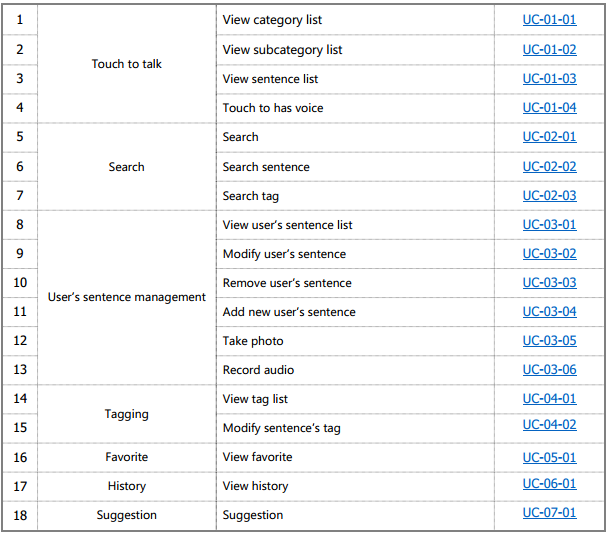 1 View category list UC-01-01
2 View subcategory list UC-01-02
Touch to talk
3 View sentence list UC-01-03
4 Touch to has voice UC-01-04
5 Search UC-02-01
6 Search Search sentence UC-02-02
7 Search tag UC-02-03
8 View user's sentence list UC-03-01
9 Modify user's sentence UC-03-02
10 Remove user's sentence UC-03-03
User's sentence management
11 Add new user's sentence UC-03-04
12 Take photo UC-03-05
13 Record audio UC-03-06
14 View tag list UC-04-01
Tagging
15 Modify sentence's tag UC-04-02
16 Favorite View favorite UC-05-01
17 History View history UC-06-01
18 Suggestion Suggestion UC-07-01